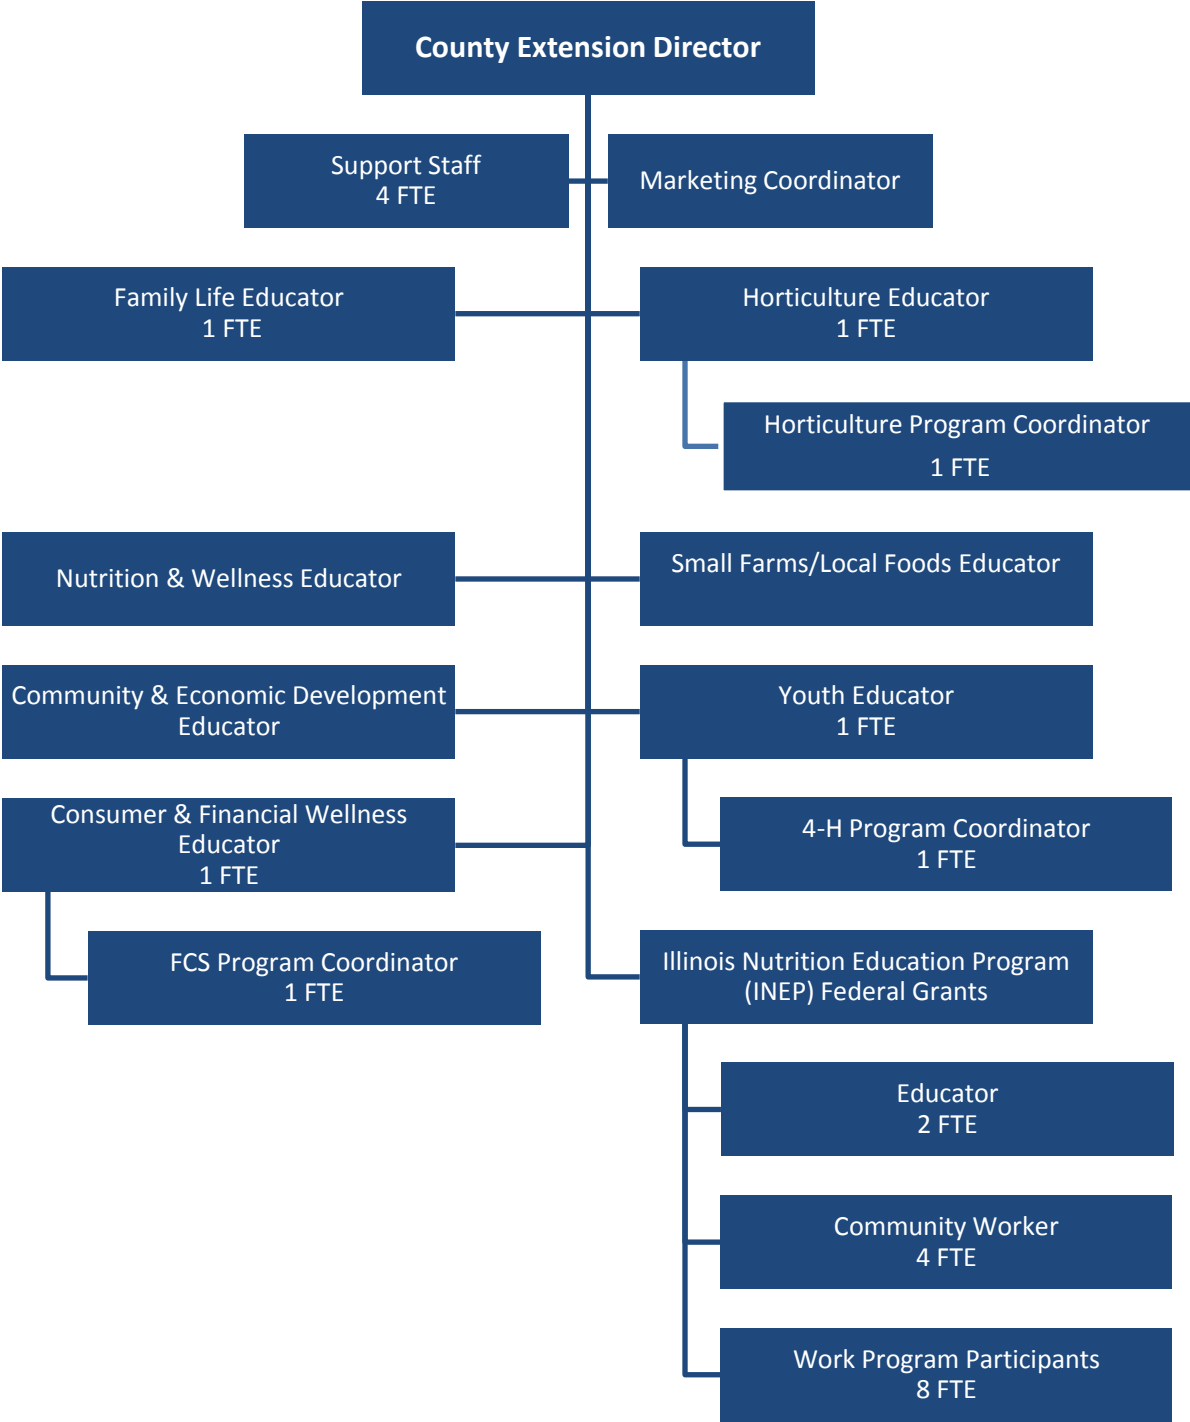 County Extension Director
Support Staff
4 FTE
Marketing Coordinator
Family Life Educator
1 FTE
Horticulture Educator
1 FTE
Horticulture Program Coordinator
1 FTE
Nutrition & Wellness Educator
Small Farms/Local Foods Educator
Community & Economic Development
Educator
Youth Educator
1 FTE
Consumer & Financial Wellness
Educator
1 FTE
4-H Program Coordinator
1 FTE
FCS Program Coordinator
1 FTE
Illinois Nutrition Education Program
(INEP) Federal Grants
Educator
2 FTE
Community Worker
4 FTE
Work Program Participants
8 FTE